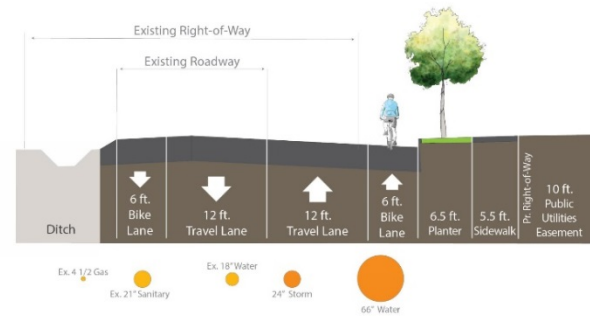 Existing Right-of-Way
Existing Roadway
Ditch
6 ft.
Bike
Lane
12 ft.
Travel Lane
12 ft.
Travel Lane
6 ft.
Bike
Lane
6.5 ft.
Planter
5.5 ft.
Sidewalk
Pr. Right-of-Way
10 ft.
Public
Utilities
Easement
Ex. 4 1/2 Gas
Ex. 21" Sanitary
Ex. 18" Water
24" Storm
66" Water